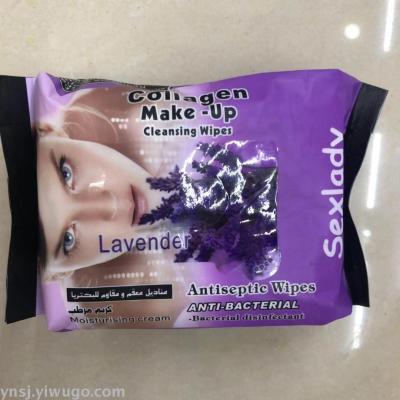 Collagen
Make -Up
Cleansing Wipes
Sexlady
Lavender
مناديل معقم و مقاوم للبكتريا
كريم مرطب
Moisturising cream
Antiseptic Wipes
ANTI-BACTERIAL
-Bacterial disinfectant
ynsj.yiwugo.com